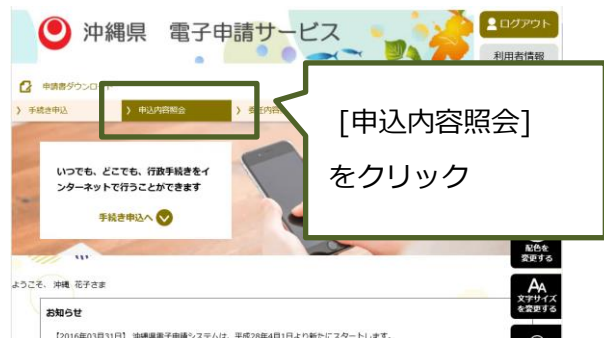 沖縄県 電子申請サービス
ログアウト
利用者情報
申請書ダウンロ
手続き申込
申込内容照会
[申込内容照会]
をクリック
いつでも、どこでも、行政手続きをイ
ンターネットで行うことができます
手続き申込へ
配色を
変更する
AA
文字サイズ
を変更する
ようこそ、 沖縄 花子さま
お知らせ
【2016年03月31日】 沖縄県電子申請システムは、平成28年4月1日より新たにスタートします。